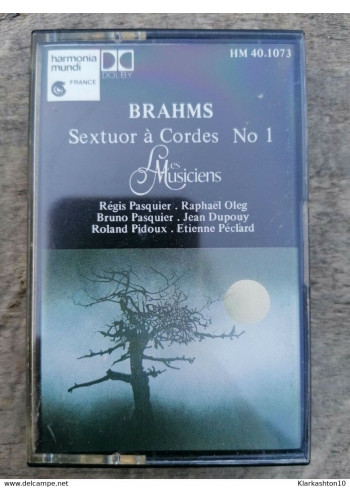 harmonia
mundi
FRANCE
DOLBY
HM 40.1073
BRAHMS
Sextuor à Cordes No 1
Les
Musiciens
Régis Pasquier . Raphaël Oleg
Bruno Pasquier . Jean Dupouy
Roland Pidoux . Etienne Péclard
www.delcampe.net
Klarkashton10